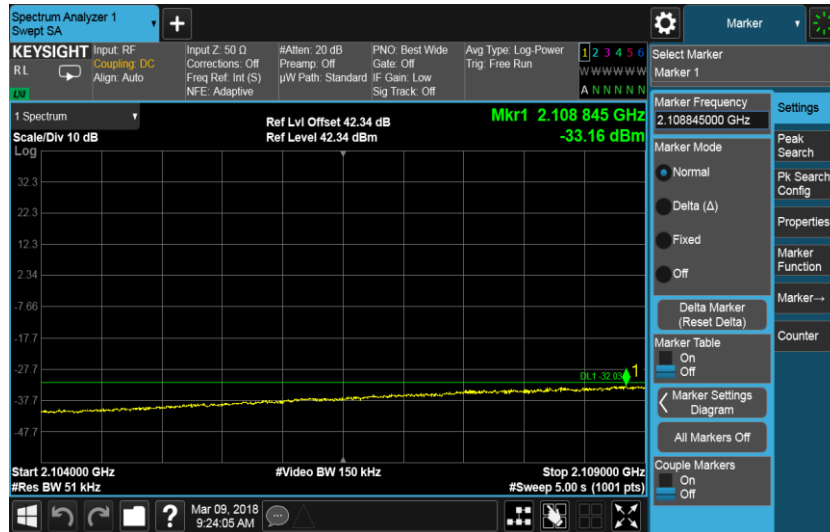 Spectrum Analyzer 1
Swept SA
Marker
KEYSIGHT
RL
LXI
Input: RF
Coupling: DC
Align: Auto
Input Z: 50 Ω
Corrections: Off
Freq Ref: Int (S)
NFE: Adaptive
#Atten: 20 dB
Preamp: Off
µW Path: Standard
PNO: Best Wide
Gate: Off
IF Gain: Low
Sig Track: Off
Avg Type: Log-Power
Trig: Free Run
1 2 3 4 5 6
W W W W W W
A N N N N N
1 Spectrum
Scale/Div 10 dB
Log
Ref Lvl Offset 42.34 dB
Ref Level 42.34 dBm
Mkr1 2.108 845 GHz
-33.16 dBm
32.3
22.3
12.3
2.34
-7.66
-17.7
-27.7
-37.7
-47.7
DL1 -32.03
1
Start 2.104000 GHz
#Res BW 51 kHz
#Video BW 150 kHz
Stop 2.109000 GHz
#Sweep 5.00 s (1001 pts)
Mar 09, 2018
9:24:05 AM
Select Marker
Marker 1
Marker Frequency
2.108845000 GHz
Marker Mode
Normal
Delta (Δ)
Fixed
Off
Delta Marker
(Reset Delta)
Marker Table
On
Off
Marker Settings
Diagram
All Markers Off
Couple Markers
On
Off
Settings
Peak
Search
Pk Search
Config
Properties
Marker
Function
Marker→
Counter